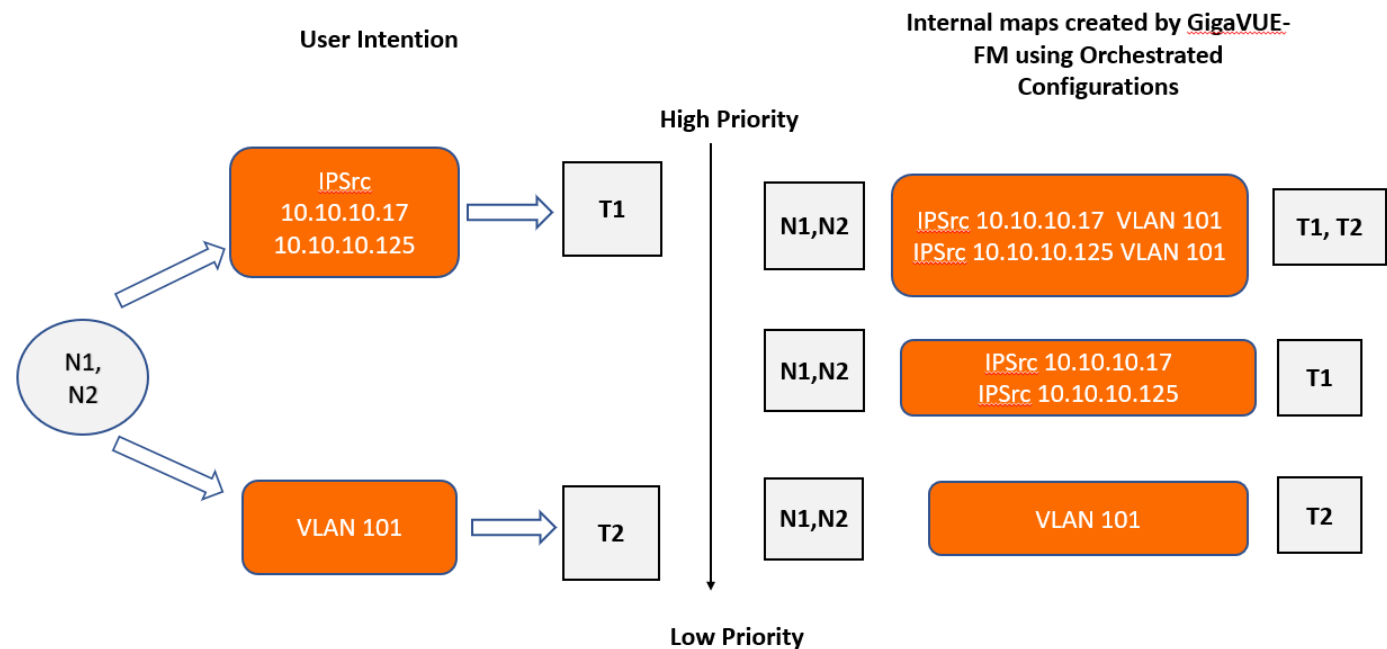 User Intention
Internal maps created by GigaVUE-
FM using Orchestrated
Configurations
High Priority
IPSrc
10.10.10.17
10.10.10.125
T1
N1,
N2
VLAN 101
T2
N1,N2
IPSrc 10.10.10.17 VLAN 101
IPSrc 10.10.10.125 VLAN 101
T1, T2
N1,N2
IPSrc 10.10.10.17
IPSrc 10.10.10.125
T1
N1,N2
VLAN 101
T2
Low Priority